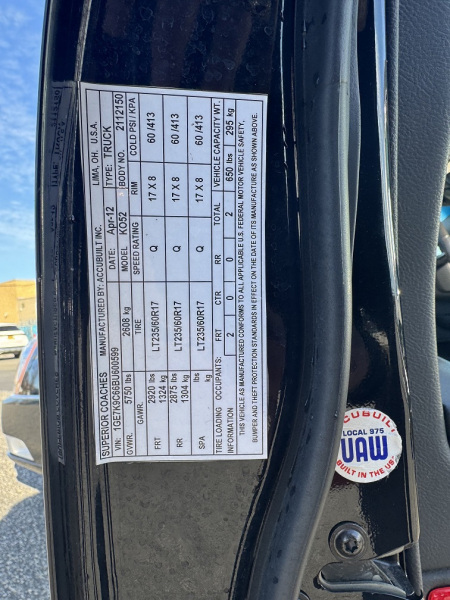 SUPERIOR COACHES MANUFACTURED BY: ACCUBUILT INC. LIMA, OH. U.S.A.
VIN: 1GE7K9C66BU600599 DATE: Apr-12 TYPE: TRUCK
GVWR: 5750 lbs 2608 kg MODEL KO52 BODY NO. 2112150
GAWR: TIRE SPEED RATING RIM COLD PSI / KPA
FRT 2920 lbs 1324 kg LT235/60R17 Q 17 X 8 60 /413
RR 2875 lbs 1304 kg LT235/60R17 Q 17 X 8 60 /413
SPA lbs kg LT235/60R17 Q 17 X 8 60 /413
TIRE LOADING OCCUPANTS: FRT CTR RR TOTAL VEHICLE CAPACITY WT.
INFORMATION 2 0 0 2 650 lbs 295 kg
THIS VEHICLE WAS MANUFACTURED CONFORMS TO ALL APPLICABLE U.S. FEDERAL MOTOR VEHICLE SAFETY,
BUMPER AND THEFT PROTECTION STANDARDS IN EFFECT ON THE DATE OF ITS MANUFACTURE AS SHOWN ABOVE.
CUBUILT
LOCAL 975
UAW
BUILT IN THE US